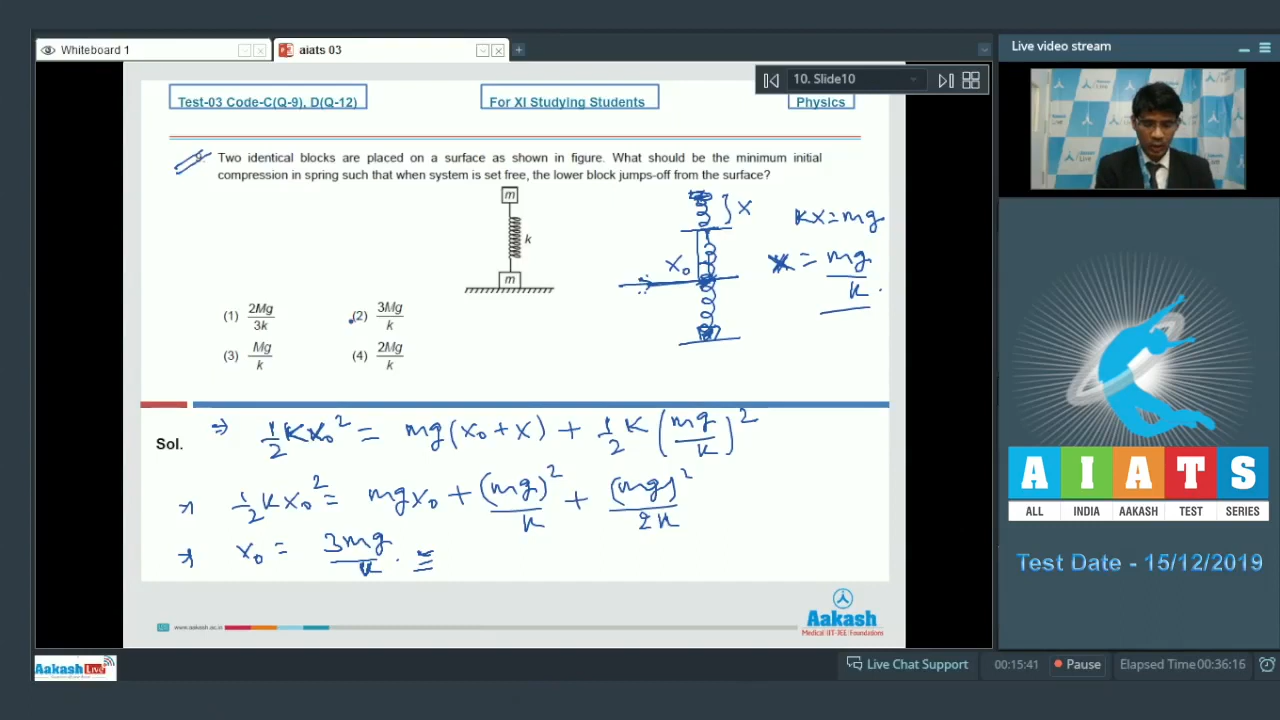 Whiteboard 1
aiats 03
Live video stream
10. Slide10
Test-03 Code-C(Q-9), D(Q-12)
For XI Studying Students
Physics
Two identical blocks are placed on a surface as shown in figure. What should be the minimum initial
compression in spring such that when system is set free, the lower block jumps-off from the surface?
m
k
m
x
x₀
kx=mg
x = mg/k
(1) 2Mg/3k
(2) 3Mg/k
(3) Mg/k
(4) 2Mg/k
Sol.
⇒ 1/2 Kx₀² = mg(x₀+x) + 1/2 K (mg/k)²
⇒ 1/2 K x₀² = mgx₀ + (mg)²/k + (mg)²/2k
⇒ x₀ = 3mg/k.
www.aakash.ac.in
Aakash
Medical | IIT-JEE | Foundations
Aakash Live
A I A T S
ALL INDIA AAKASH TEST SERIES
Test Date - 15/12/2019
Live Chat Support
00:15:41
Pause
Elapsed Time 00:36:16